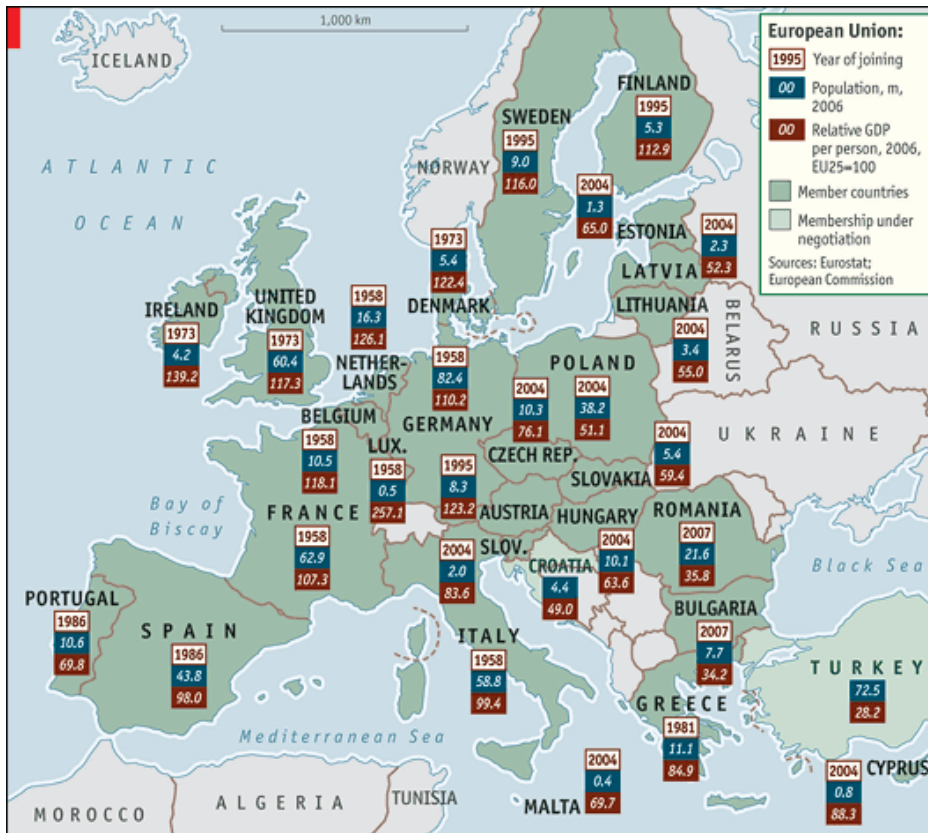 1,000 km
European Union:
1995 Year of joining
00 Population, m,
2006
00 Relative GDP
per person, 2006,
EU25=100
Member countries
Membership under
negotiation
Sources: Eurostat;
European Commission
ICELAND
ATLANTIC
OCEAN
NORWAY
SWEDEN
1995
9.0
116.0
FINLAND
1995
5.3
112.9
2004
1.3
65.0
ESTONIA
2004
2.3
52.3
LATVIA
LITHUANIA
2004
3.4
55.0
BELARUS
RUSSIA
1973
5.4
122.4
DENMARK
IRELAND
1973
4.2
139.2
UNITED
KINGDOM
1973
60.4
117.3
1958
16.3
126.1
NETHER-
LANDS
1958
82.4
110.2
GERMANY
POLAND
2004
38.2
51.1
2004
10.3
76.1
CZECH REP.
BELGIUM
1958
10.5
118.1
LUX.
1958
0.5
257.1
1995
8.3
123.2
AUSTRIA
2004
5.4
59.4
SLOVAKIA
UKRAINE
Bay of
Biscay
FRANCE
1958
62.9
107.3
HUNGARY
2004
10.1
63.6
SLOV.
2004
2.0
83.6
CROATIA
4.4
49.0
ROMANIA
2007
21.6
35.8
Black Sea
BULGARIA
2007
7.7
34.2
PORTUGAL
1986
10.6
69.8
SPAIN
1986
43.8
98.0
ITALY
1958
58.8
99.4
TURKEY
72.5
28.2
GREECE
1981
11.1
84.9
Mediterranean Sea
2004
0.4
69.7
MALTA
2004
0.8
88.3
CYPRUS
MOROCCO
ALGERIA
TUNISIA